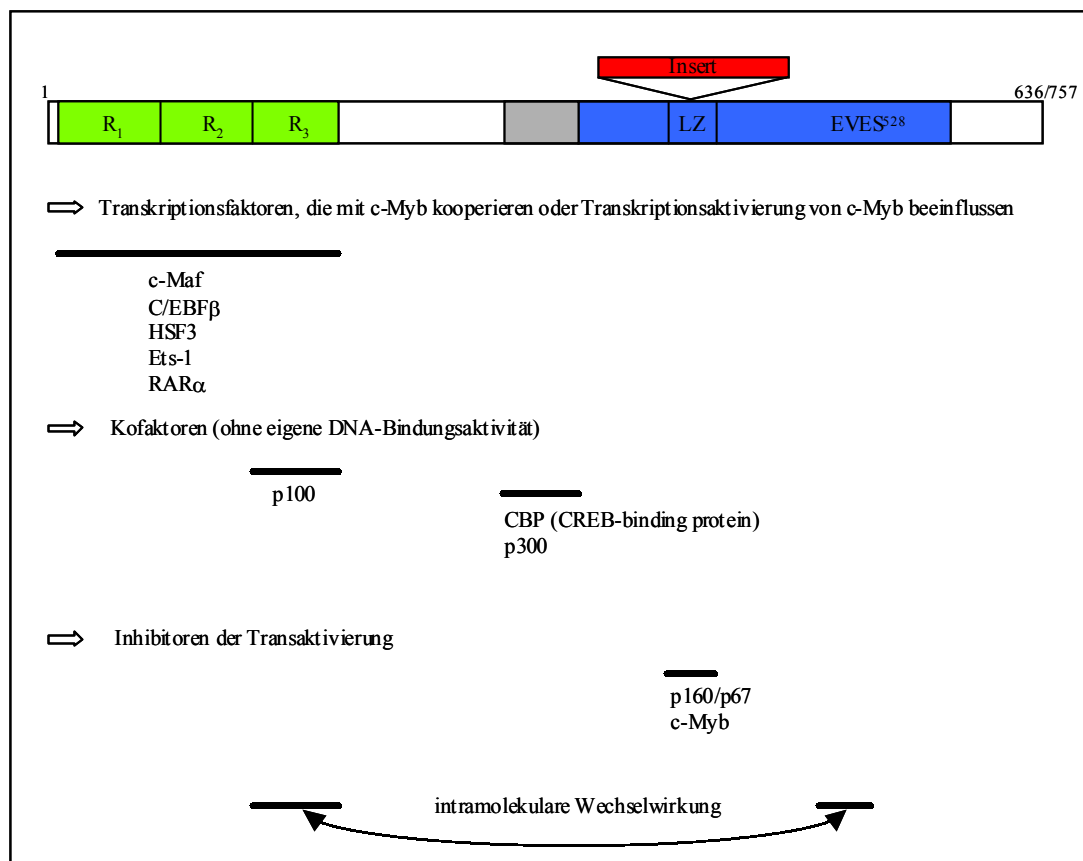 Insert
1
636/757
R1 R2 R3 LZ EVES528
Transkriptionsfaktoren, die mit c-Myb kooperieren oder Transkriptionsaktivierung von c-Myb beeinflussen
c-Maf
C/EBFβ
HSF3
Ets-1
RARα
Kofaktoren (ohne eigene DNA-Bindungsaktivität)
p100
CBP (CREB-binding protein)
p300
Inhibitoren der Transaktivierung
p160/p67
c-Myb
intramolekulare Wechselwirkung